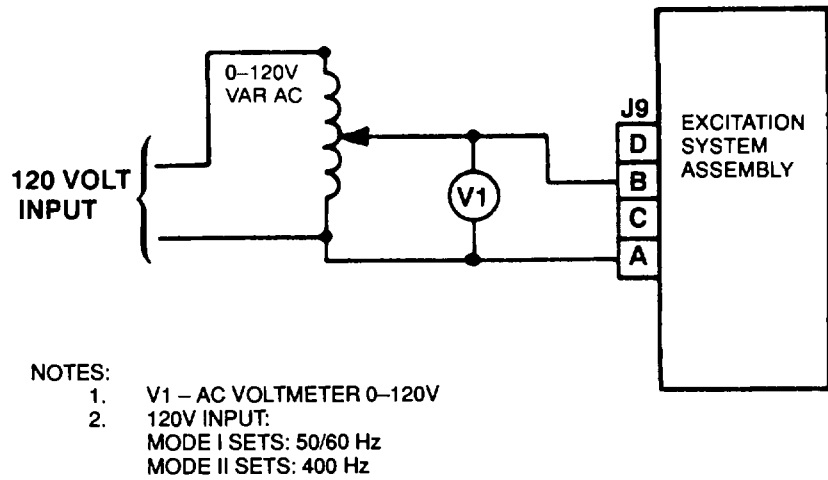 0–120V
VAR AC
120 VOLT
INPUT
V1
J9
D
B
C
A
EXCITATION
SYSTEM
ASSEMBLY
NOTES:
1. V1 – AC VOLTMETER 0–120V
2. 120V INPUT:
MODE I SETS: 50/60 Hz
MODE II SETS: 400 Hz